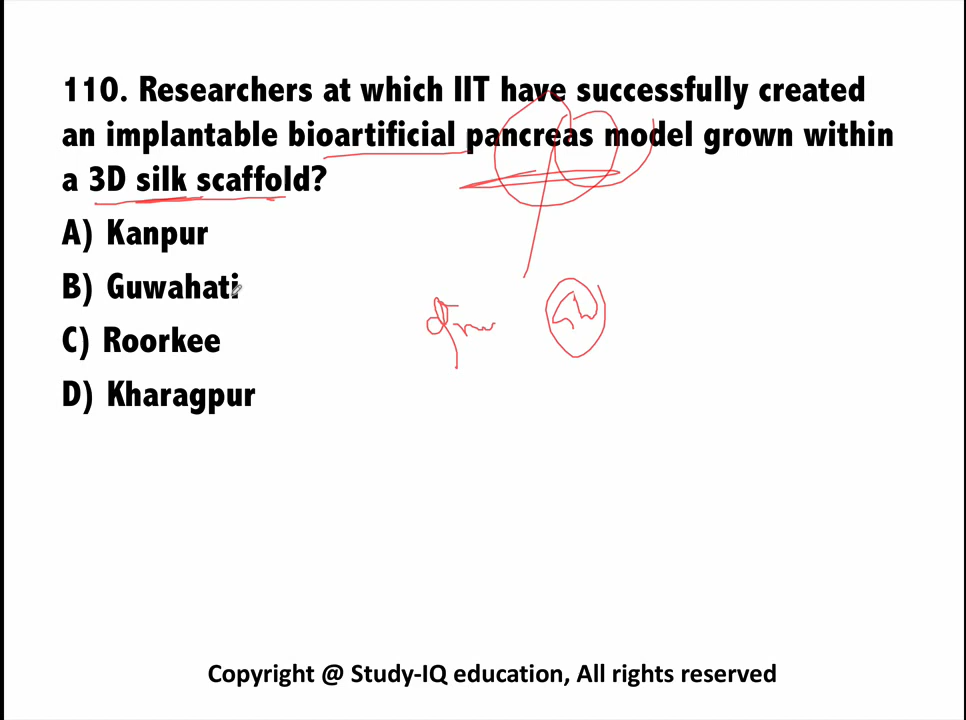 110. Researchers at which IIT have successfully created
an implantable bioartificial pancreas model grown within
a 3D silk scaffold?
A) Kanpur
B) Guwahati
C) Roorkee
D) Kharagpur
Copyright @ Study-IQ education, All rights reserved